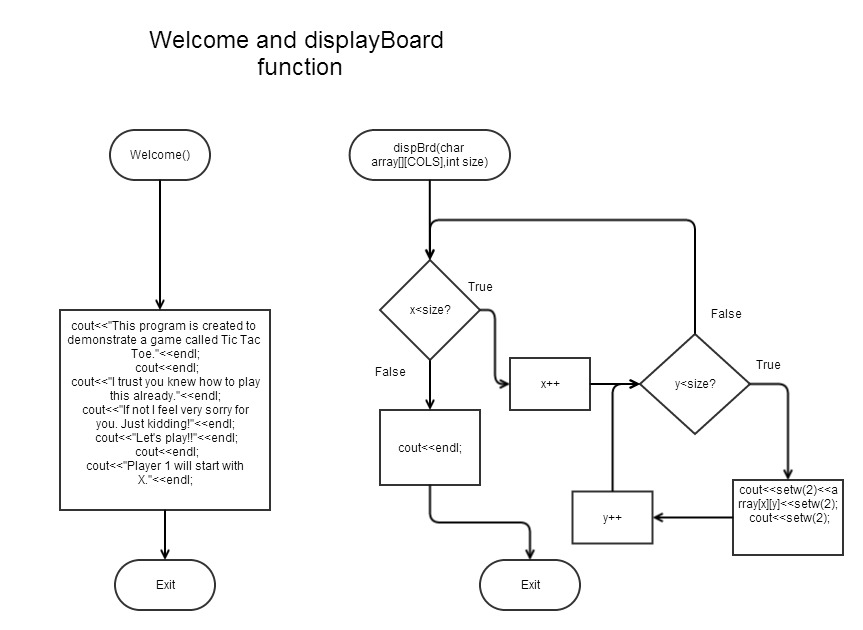 Welcome and displayBoard
function
Welcome()
cout<<"This program is created to
demonstrate a game called Tic Tac
Toe."<<endl;
cout<<endl;
cout<<"I trust you knew how to play
this already."<<endl;
cout<<"If not I feel very sorry for
you. Just kidding!"<<endl;
cout<<"Let's play!!"<<endl;
cout<<endl;
cout<<"Player 1 will start with
X."<<endl;
Exit
dispBrd(char
array[][COLS],int size)
x<size?
True
False
cout<<endl;
Exit
x++
y<size?
False
True
cout<<setw(2)<<a
rray[x][y]<<setw(2);
cout<<setw(2);
y++